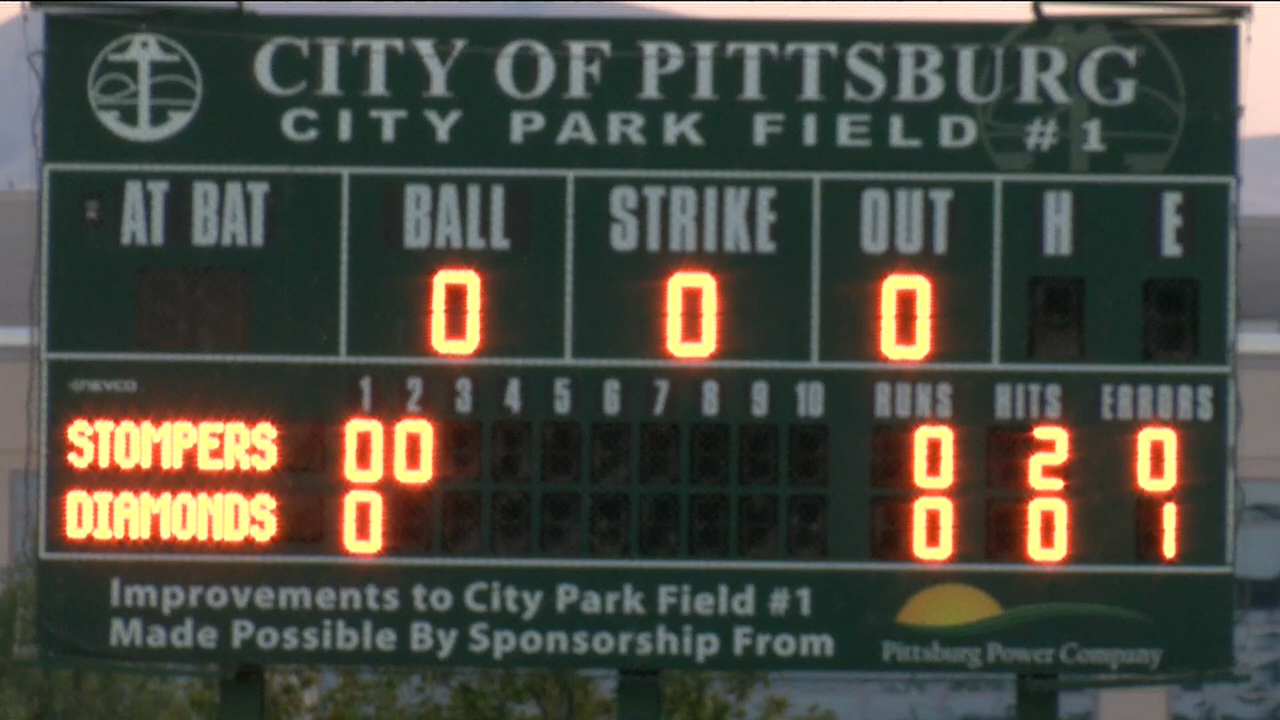 CITY OF PITTSBURG
CITY PARK FIELD #1
AT BAT BALL STRIKE OUT H E
0 0 0
NEVCO
1 2 3 4 5 6 7 8 9 10 RUNS HITS ERRORS
STOMPERS 0 0 0 2 0
DIAMONDS 0 0 0 1
Improvements to City Park Field #1
Made Possible By Sponsorship From
Pittsburg Power Company